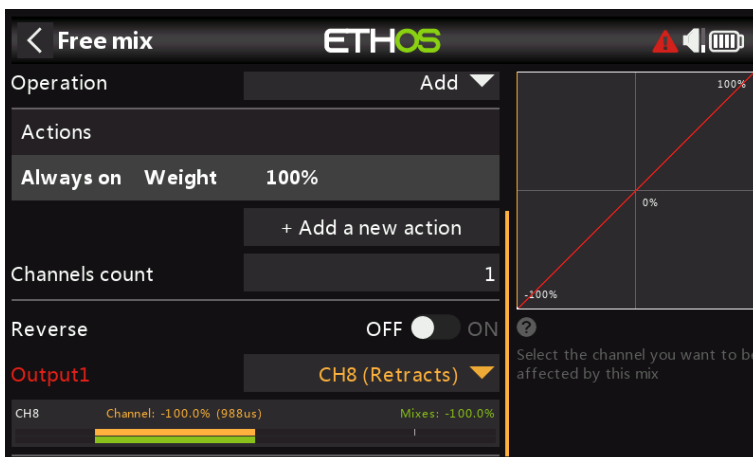 Free mix
ETHOS
Operation Add
Actions
Always on Weight 100%
+ Add a new action
Channels count 1
Reverse OFF ON
Output1 CH8 (Retracts)
CH8 Channel: -100.0% (988us) Mixes: -100.0%
100%
0%
-100%
?
Select the channel you want to be
affected by this mix